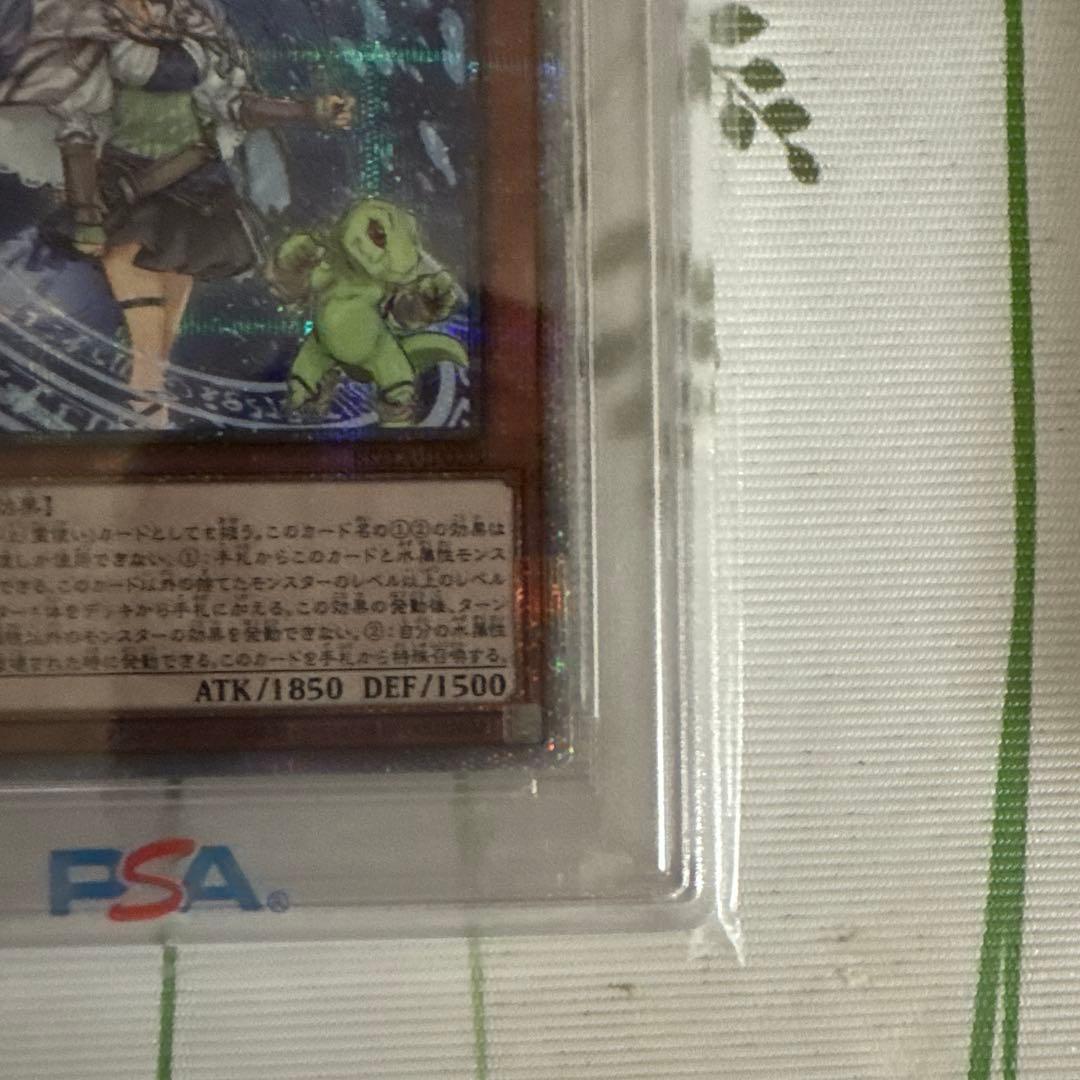 効果】
上「霊使い」カードとしても扱う。このカード名の①②の効果は
度しか使用できない。①：手札からこのカードと水属性モンス
できる。このカード以外の捨てたモンスターのレベル以上のレベル
ター１体をデッキから手札に加える。この効果の発動後、ターン
以外のモンスターの効果を発動できない。②：自分の水属性
壊された時に発動できる。このカードを手札から特殊召喚する。
ATK/1850 DEF/1500
PSA®